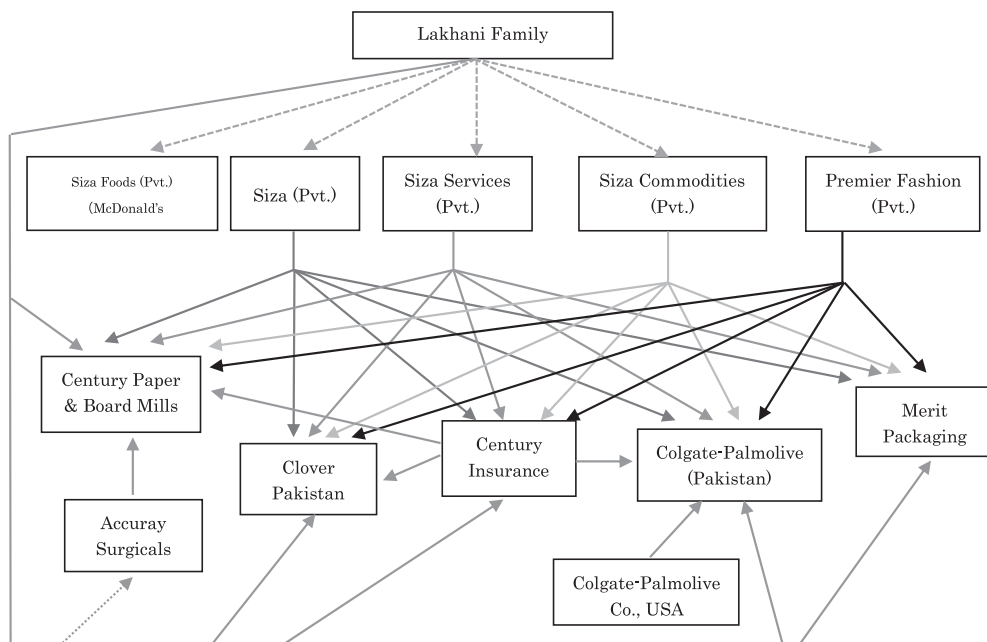 Lakhani Family
Siza Foods (Pvt.)
(McDonald's
Siza (Pvt.)
Siza Services
(Pvt.)
Siza Commodities
(Pvt.)
Premier Fashion
(Pvt.)
Century Paper
& Board Mills
Clover
Pakistan
Century
Insurance
Colgate-Palmolive
(Pakistan)
Merit
Packaging
Accuray
Surgicals
Colgate-Palmolive
Co., USA